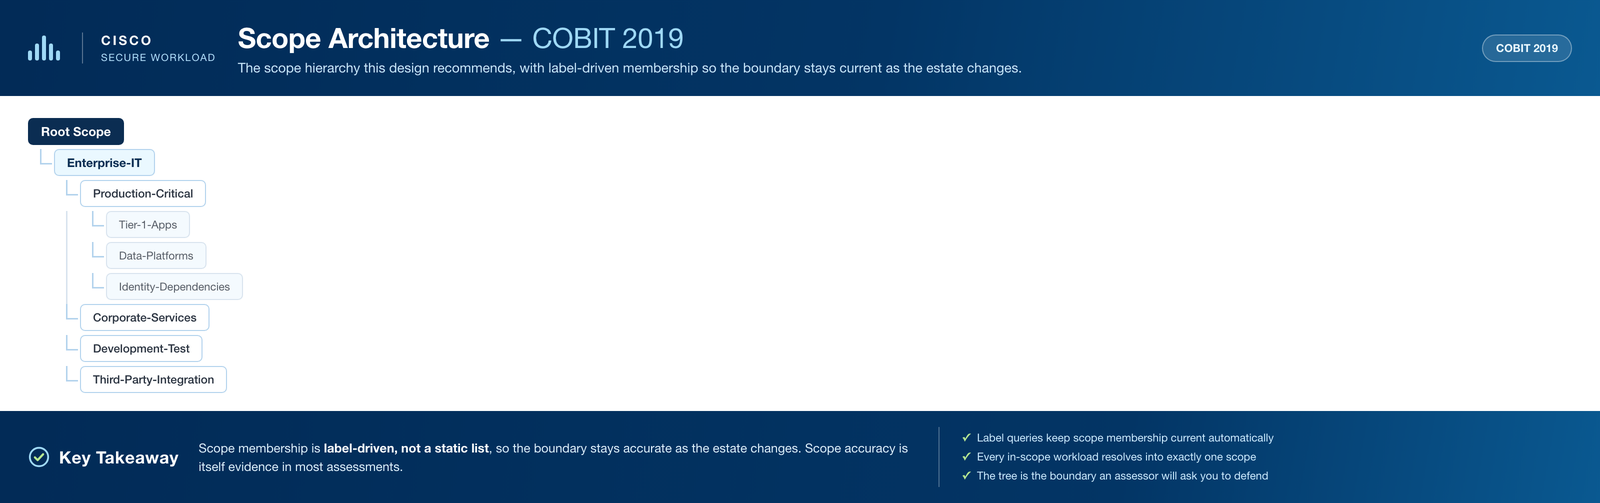 CISCO
SECURE WORKLOAD
Scope Architecture — COBIT 2019
The scope hierarchy this design recommends, with label-driven membership so the boundary stays current as the estate changes.
COBIT 2019
Root Scope
Enterprise-IT
Production-Critical
Tier-1-Apps
Data-Platforms
Identity-Dependencies
Corporate-Services
Development-Test
Third-Party-Integration
Key Takeaway
Scope membership is label-driven, not a static list, so the boundary stays accurate as the estate changes. Scope accuracy is
itself evidence in most assessments.
✓ Label queries keep scope membership current automatically
✓ Every in-scope workload resolves into exactly one scope
✓ The tree is the boundary an assessor will ask you to defend